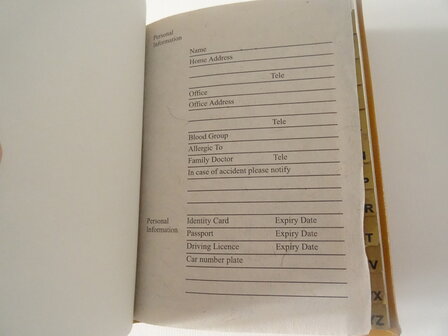 Personal
Information
Name
Home Address
Tele
Office
Office Address
Tele
Blood Group
Allergic To
Family Doctor Tele
In case of accident please notify
Personal
Information
Identity Card Expiry Date
Passport Expiry Date
Driving Licence Expiry Date
Car number plate
P
R
T
V
X
YZ